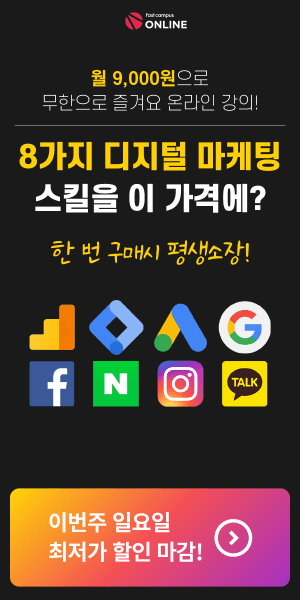 fast campus
ONLINE
월 9,000원으로
무한으로 즐겨요 온라인 강의!
8가지 디지털 마케팅
스킬을 이 가격에?
한 번 구매시 평생소장!
G
f
N
TALK
이번주 일요일
최저가 할인 마감!